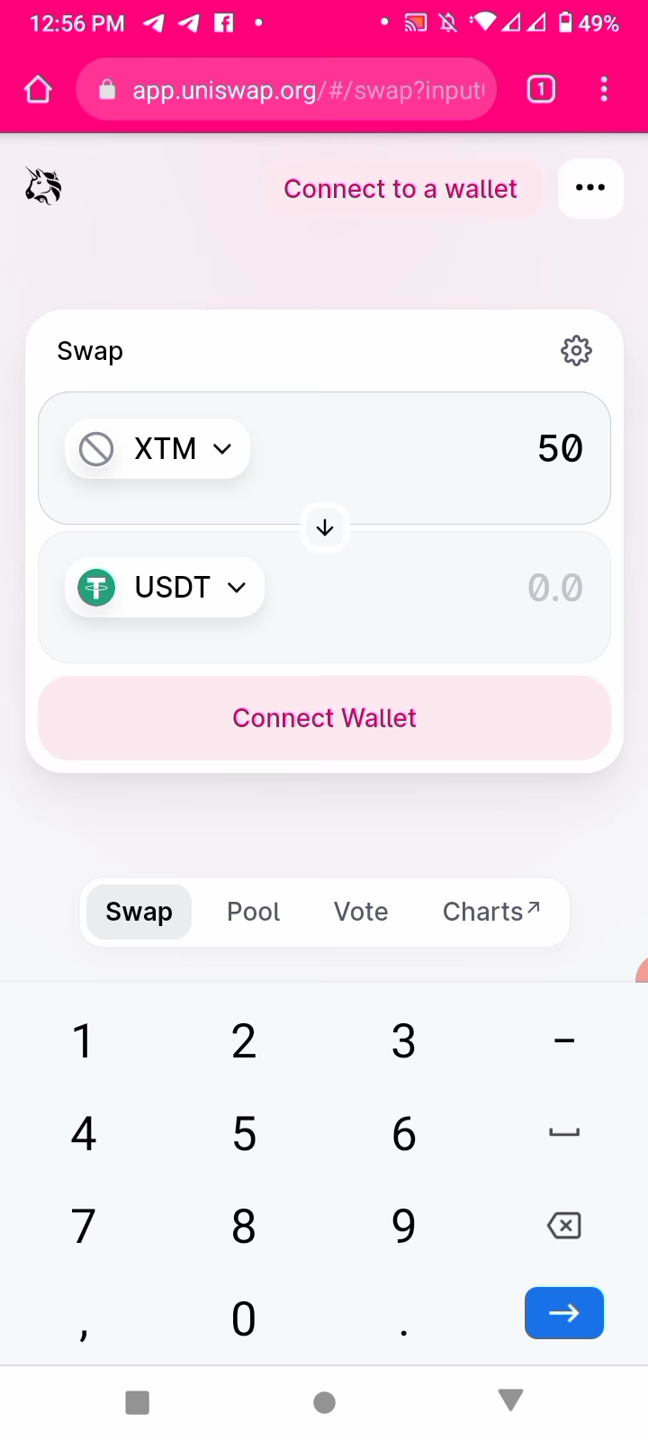 12:56 PM 49%
app.uniswap.org/#/swap?input
1
Connect to a wallet
Swap
XTM 50
USDT 0.0
Connect Wallet
Swap Pool Vote Charts↗
1 2 3 –
4 5 6
7 8 9
, 0 .